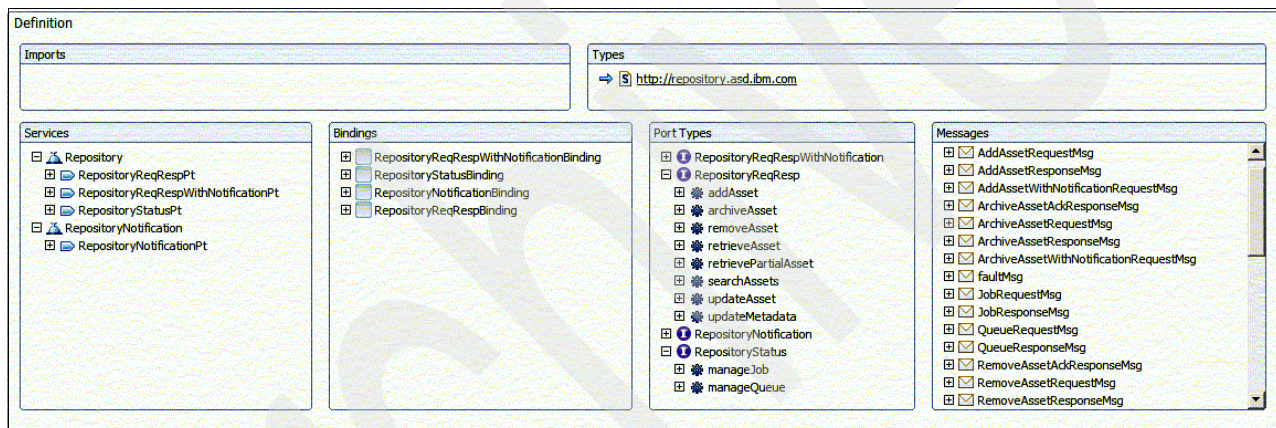 Definition
Imports
Types
http://repository.asd.ibm.com
Services
Repository
RepositoryReqRespPt
RepositoryReqRespWithNotificationPt
RepositoryStatusPt
RepositoryNotification
RepositoryNotificationPt
Bindings
RepositoryReqRespWithNotificationBinding
RepositoryStatusBinding
RepositoryNotificationBinding
RepositoryReqRespBinding
Port Types
RepositoryReqRespWithNotification
RepositoryReqResp
addAsset
archiveAsset
removeAsset
retrieveAsset
retrievePartialAsset
searchAssets
updateAsset
updateMetadata
RepositoryNotification
RepositoryStatus
manageJob
manageQueue
Messages
AddAssetRequestMsg
AddAssetResponseMsg
AddAssetWithNotificationRequestMsg
ArchiveAssetAckResponseMsg
ArchiveAssetRequestMsg
ArchiveAssetResponseMsg
ArchiveAssetWithNotificationRequestMsg
faultMsg
JobRequestMsg
JobResponseMsg
QueueRequestMsg
QueueResponseMsg
RemoveAssetAckResponseMsg
RemoveAssetRequestMsg
RemoveAssetResponseMsg